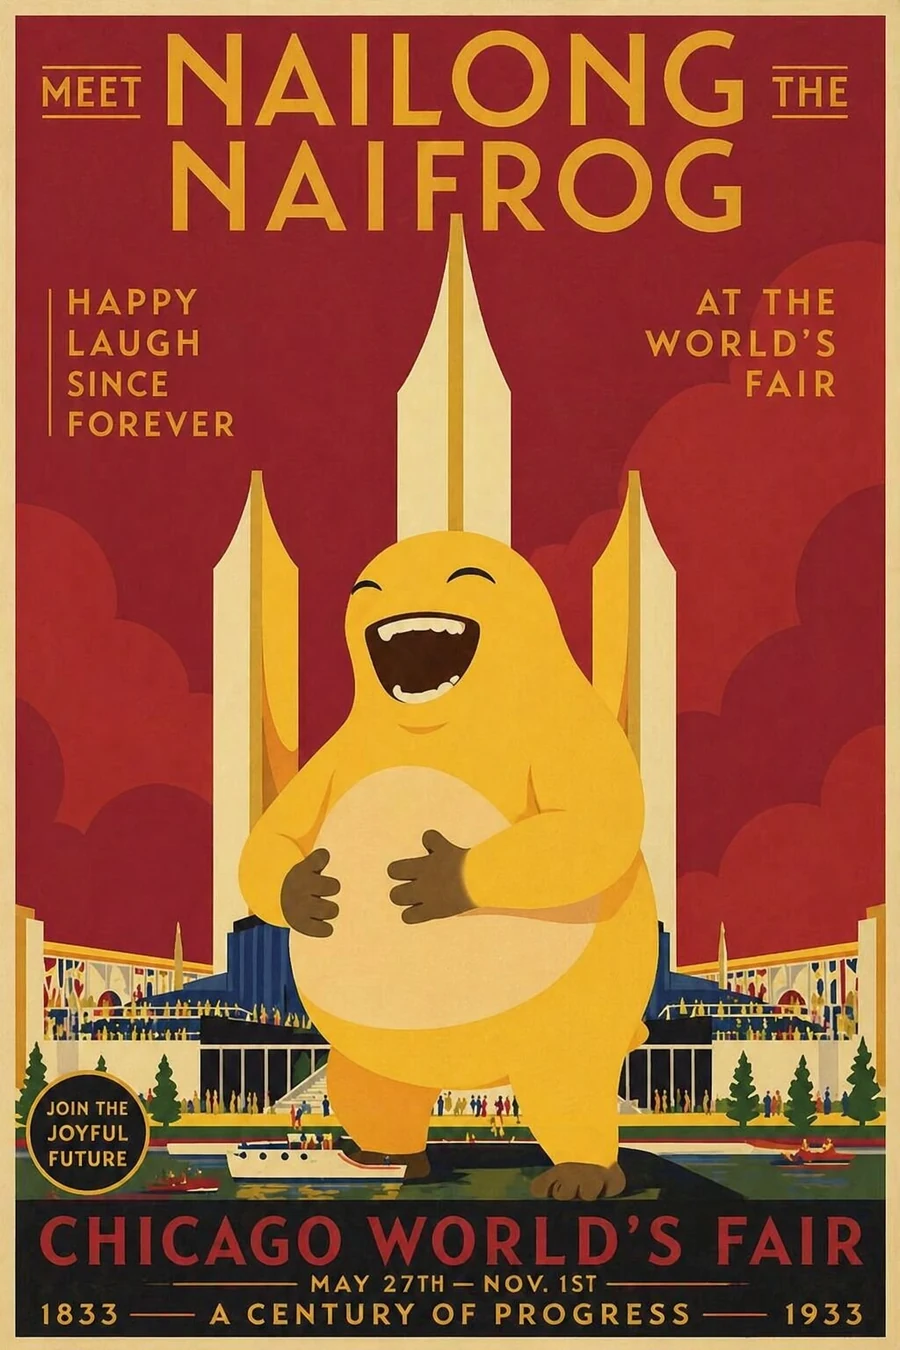 MEET NAILONG THE
NAIFROG
HAPPY
LAUGH
SINCE
FOREVER
AT THE
WORLD'S
FAIR
JOIN THE
JOYFUL
FUTURE
CHICAGO WORLD'S FAIR
MAY 27TH — NOV. 1ST
1833 — A CENTURY OF PROGRESS — 1933